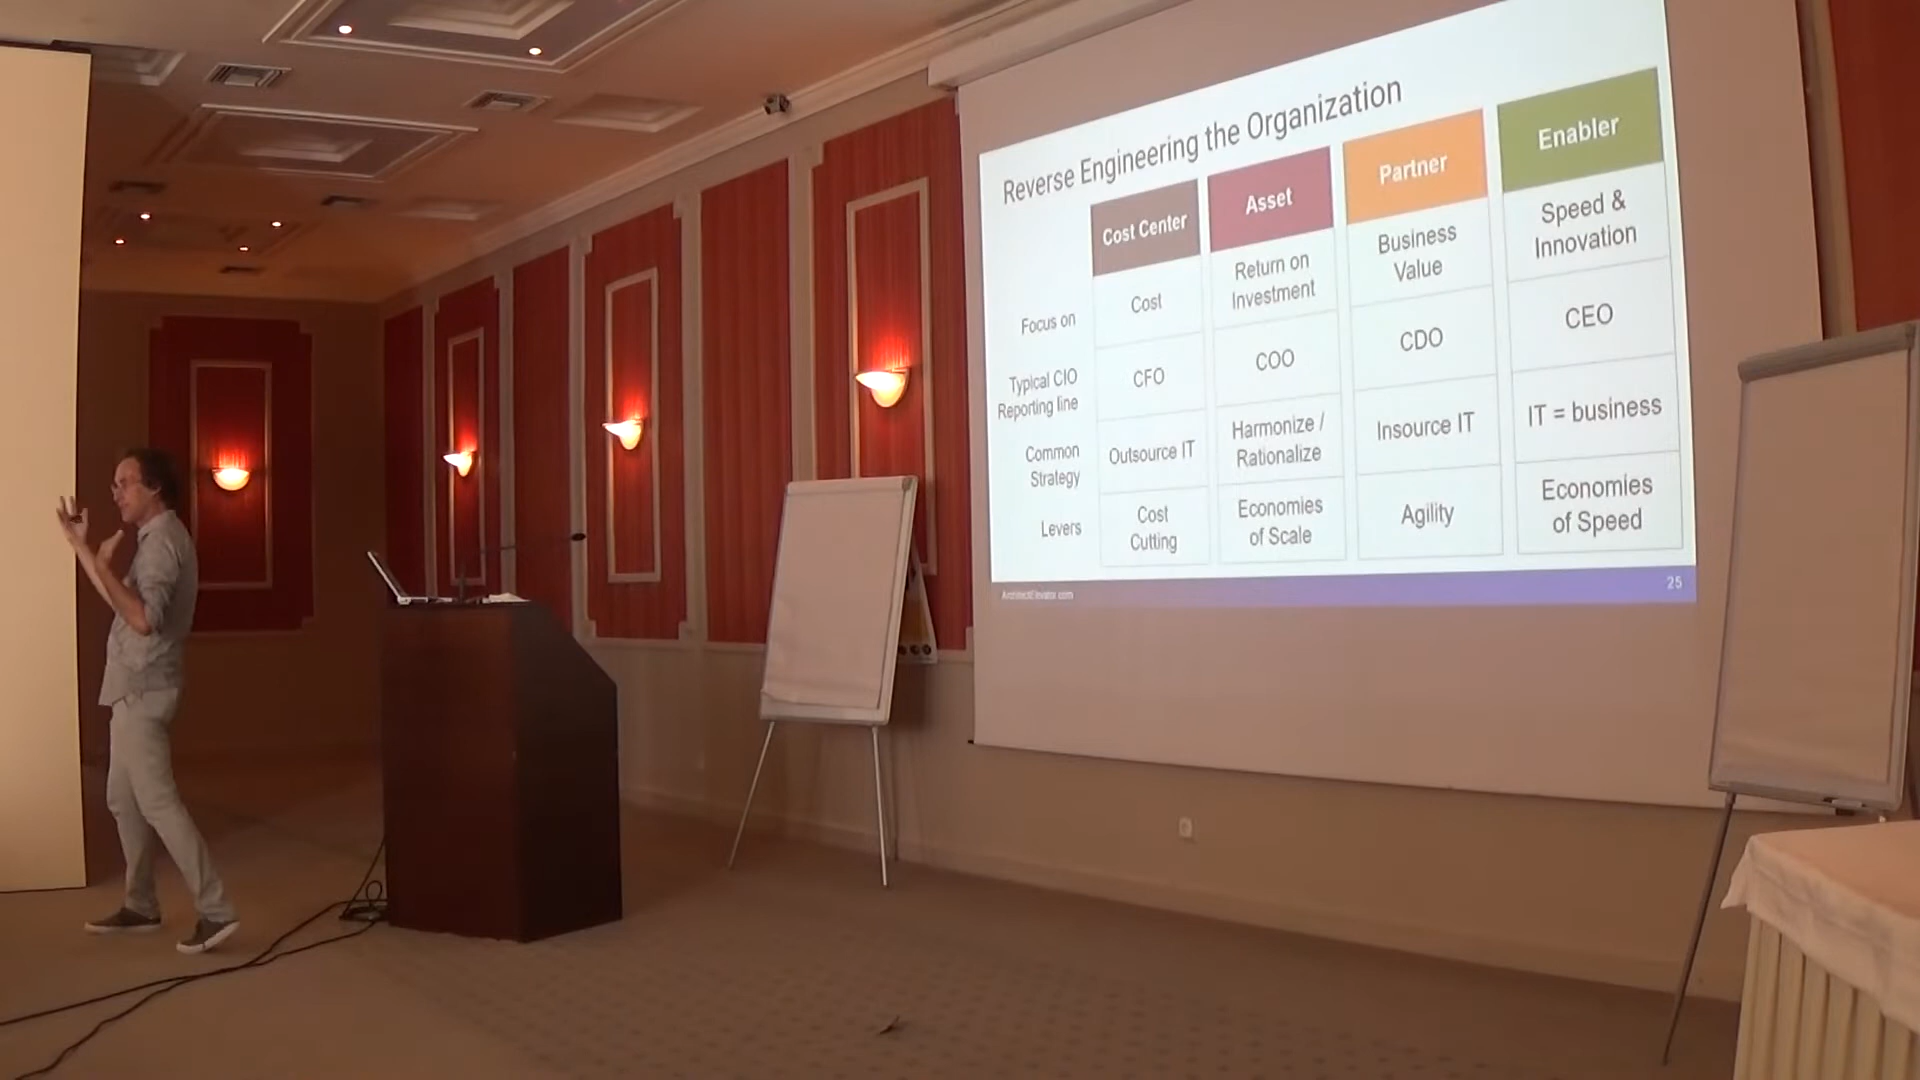 Reverse Engineering the Organization
Cost Center
Asset
Partner
Enabler
Focus on
Cost
Return on
Investment
Business
Value
Speed &
Innovation
Typical CIO
Reporting line
CFO
COO
CDO
CEO
Common
Strategy
Outsource IT
Harmonize /
Rationalize
Insource IT
IT = business
Levers
Cost
Cutting
Economies
of Scale
Agility
Economies
of Speed
ArchitectElevator.com
25